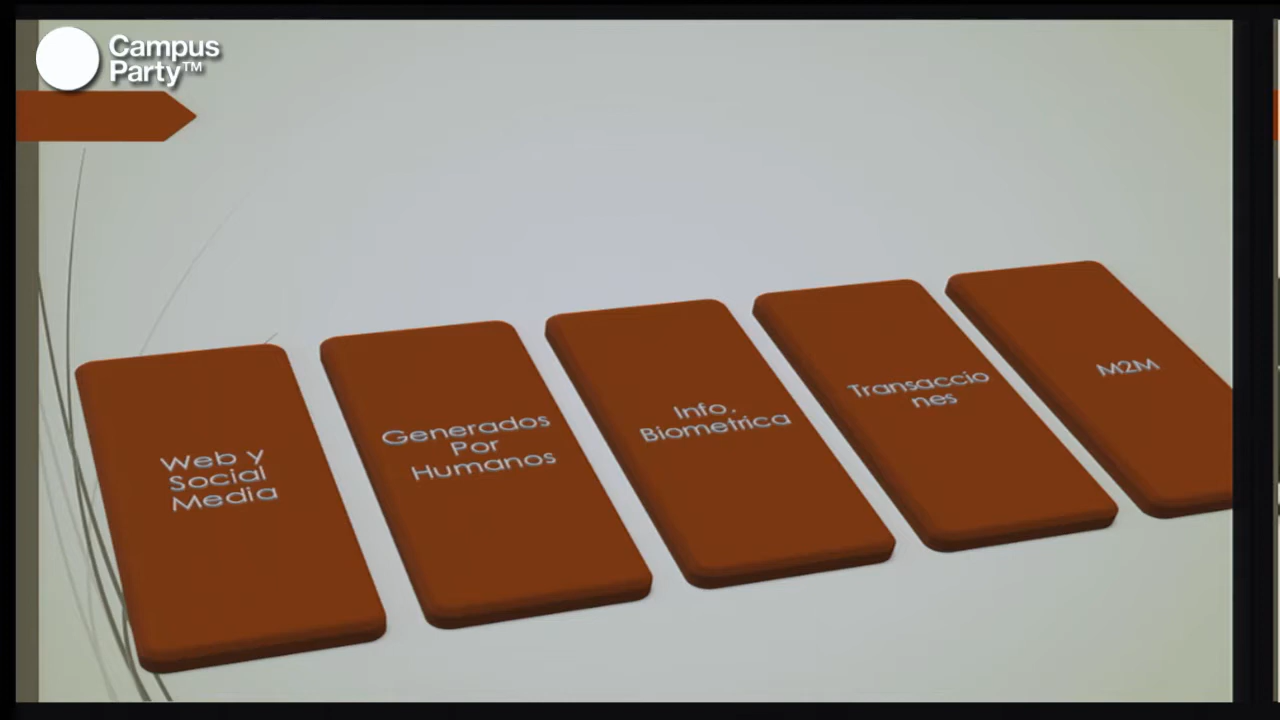 Campus
Party™
Web y
Social
Media
Generados
Por
Humanos
Info.
Biometrica
Transaccio
nes
M2M